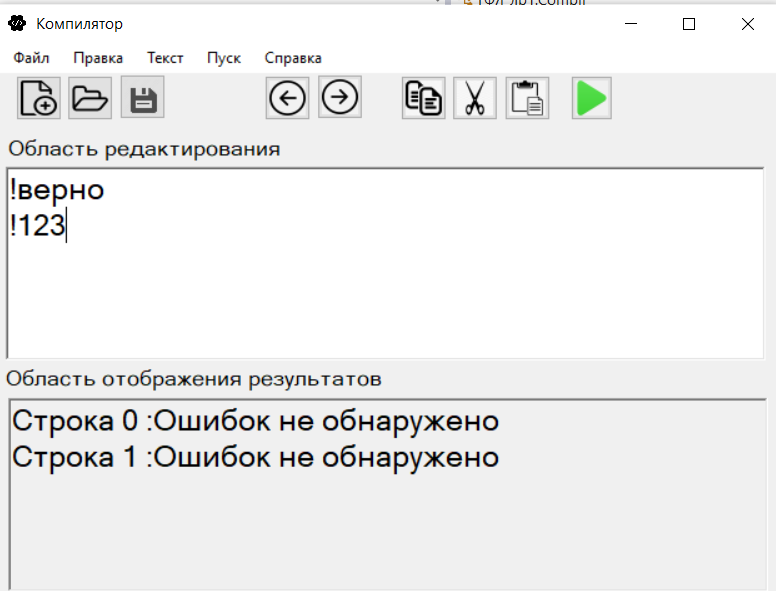 Компилятор
Файл Правка Текст Пуск Справка
Область редактирования
!верно
!123
Область отображения результатов
Строка 0 :Ошибок не обнаружено
Строка 1 :Ошибок не обнаружено